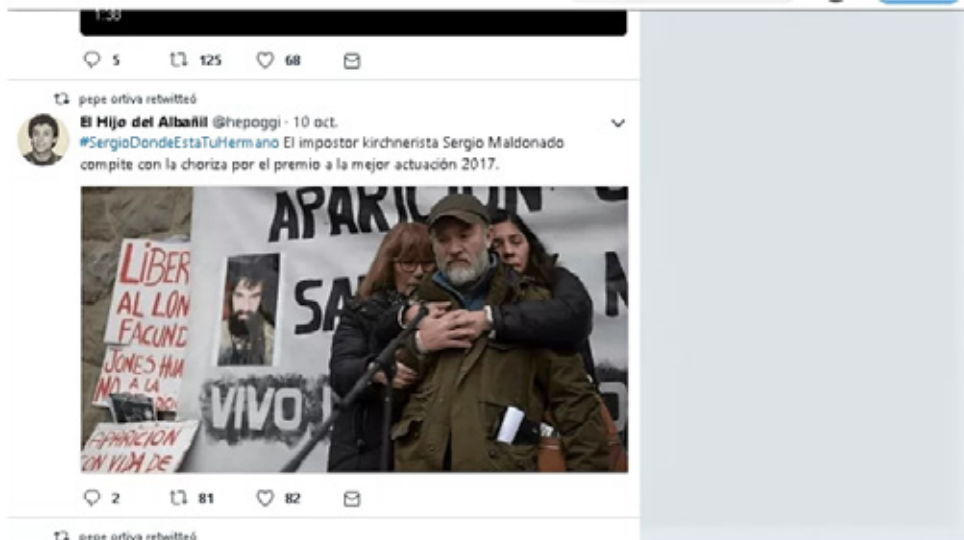 1:38
5 125 68
pepe ortiva retwitteó
El Hijo del Albañil @hepoggi · 10 oct.
#SergioDondeEstaTuHermano El impostor kirchnerista Sergio Maldonado
compite con la choriza por el premio a la mejor actuación 2017.
APARICION
SA
N
VIVO
LIBER
AL LON
FACUND
JONES HUA
NO A LA
APARICION
CON VIDA DE
2 81 82
pepe ortiva retwitteó